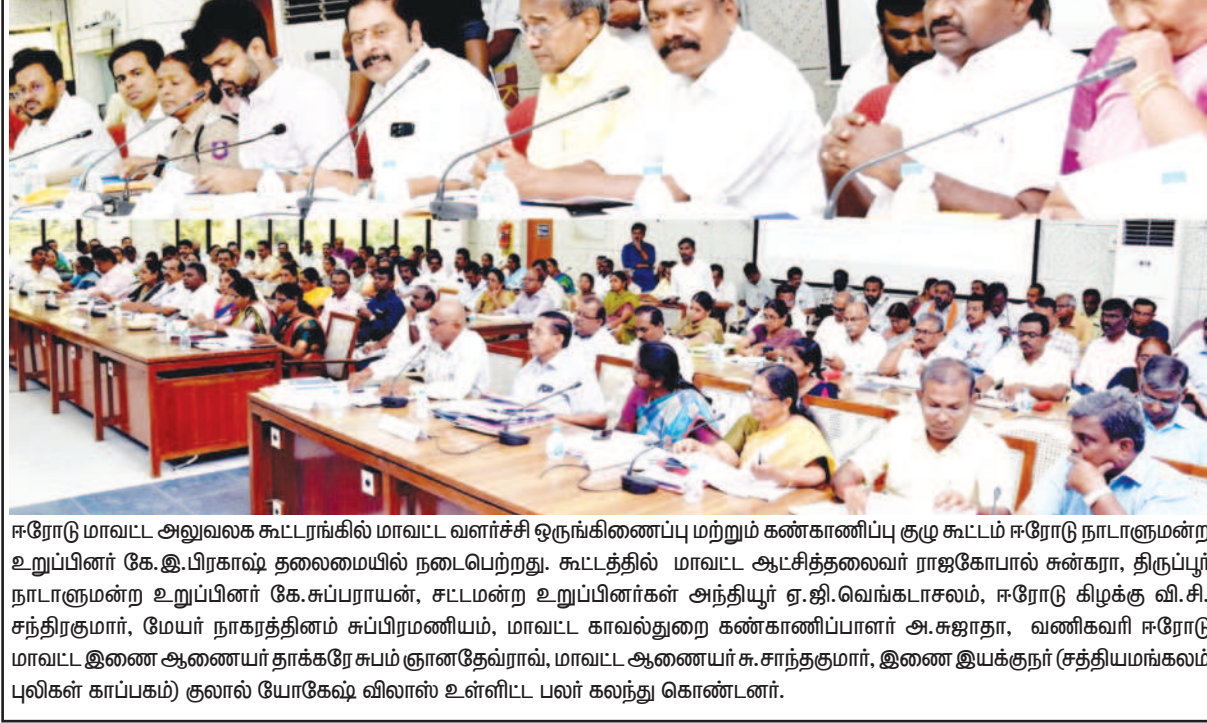 ஈரோடு மாவட்ட அலுவலக கூட்டரங்கில் மாவட்ட வளர்ச்சி ஒருங்கிணைப்பு மற்றும் கண்காணிப்பு குழு கூட்டம் ஈரோடு நாடாளுமன்ற
உறுப்பினர் கே.இ.பிரகாஷ் தலைமையில் நடைபெற்றது. கூட்டத்தில் மாவட்ட ஆட்சித்தலைவர் ராஜகோபால் சுன்கரா, திருப்பூர்
நாடாளுமன்ற உறுப்பினர் கே.சுப்பராயன், சட்டமன்ற உறுப்பினர்கள் அந்தியூர் ஏ.ஜி.வெங்கடாசலம், ஈரோடு கிழக்கு வி.சி.
சந்திரகுமார், மேயர் நாகரத்தினம் சுப்பிரமணியம், மாவட்ட காவல்துறை கண்காணிப்பாளர் அ.சுஜாதா, வணிகவரி ஈரோடு
மாவட்ட இணை ஆணையர் தாக்கரே சுபம் ஞானதேவ்ராவ், மாவட்ட ஆணையர் சு.சாந்தகுமார், இணை இயக்குநர் (சத்தியமங்கலம்
புலிகள் காப்பகம்) குலால் யோகேஷ் விலாஸ் உள்ளிட்ட பலர் கலந்து கொண்டனர்.